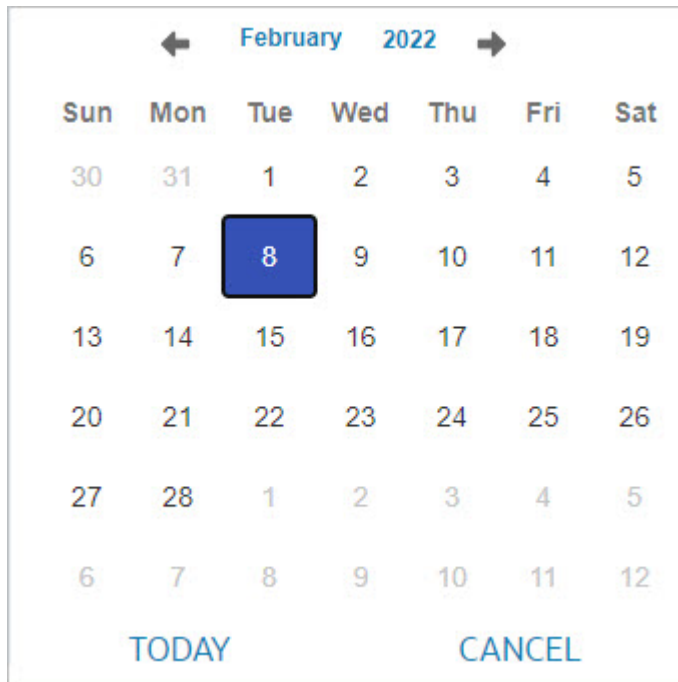 February 2022
Sun Mon Tue Wed Thu Fri Sat
30 31 1 2 3 4 5
6 7 8 9 10 11 12
13 14 15 16 17 18 19
20 21 22 23 24 25 26
27 28 1 2 3 4 5
6 7 8 9 10 11 12
TODAY CANCEL